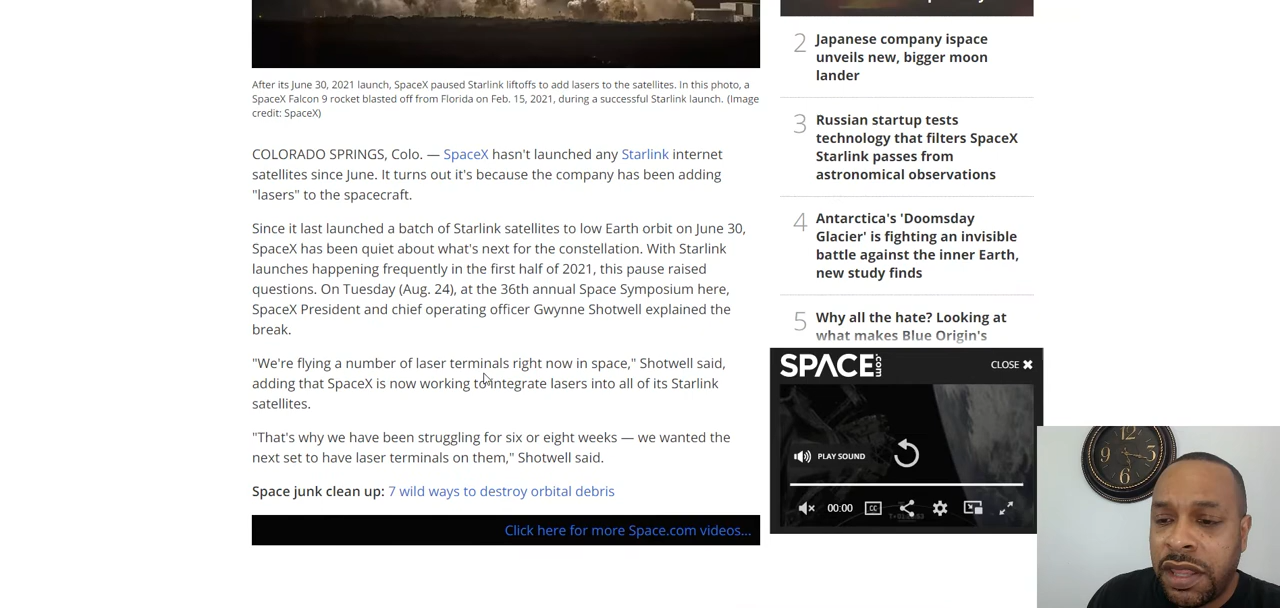 After its June 30, 2021 launch, SpaceX paused Starlink liftoffs to add lasers to the satellites. In this photo, a
SpaceX Falcon 9 rocket blasted off from Florida on Feb. 15, 2021, during a successful Starlink launch. (Image
credit: SpaceX)
COLORADO SPRINGS, Colo. — SpaceX hasn't launched any Starlink internet
satellites since June. It turns out it's because the company has been adding
"lasers" to the spacecraft.
Since it last launched a batch of Starlink satellites to low Earth orbit on June 30,
SpaceX has been quiet about what's next for the constellation. With Starlink
launches happening frequently in the first half of 2021, this pause raised
questions. On Tuesday (Aug. 24), at the 36th annual Space Symposium here,
SpaceX President and chief operating officer Gwynne Shotwell explained the
break.
"We're flying a number of laser terminals right now in space," Shotwell said,
adding that SpaceX is now working to integrate lasers into all of its Starlink
satellites.
"That's why we have been struggling for six or eight weeks — we wanted the
next set to have laser terminals on them," Shotwell said.
Space junk clean up: 7 wild ways to destroy orbital debris
Click here for more Space.com videos...
2 Japanese company ispace
unveils new, bigger moon
lander
3 Russian startup tests
technology that filters SpaceX
Starlink passes from
astronomical observations
4 Antarctica's 'Doomsday
Glacier' is fighting an invisible
battle against the inner Earth,
new study finds
5 Why all the hate? Looking at
what makes Blue Origin's
SPACE.com
CLOSE ✖
PLAY SOUND
00:00
CC
12
9
3
6